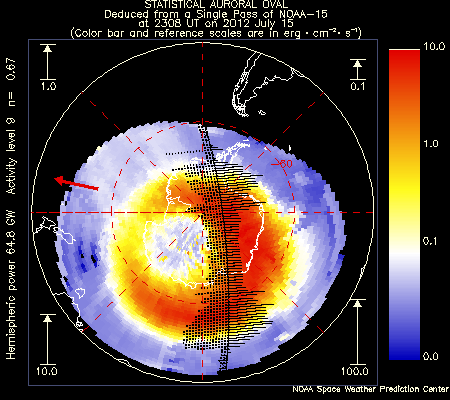 STATISTICAL AURORAL OVAL
Deduced from a Single Pass of NOAA-15
at 2308 UT on 2012 July 15
(Color bar and reference scales are in erg · cm⁻² · s⁻¹)
Hemispheric power 64.8 GW Activity level 9 n= 0.67
1.0
0.1
-60
10.0
100.0
10.0
1.0
0.1
0.0
NOAA Space Weather Prediction Center